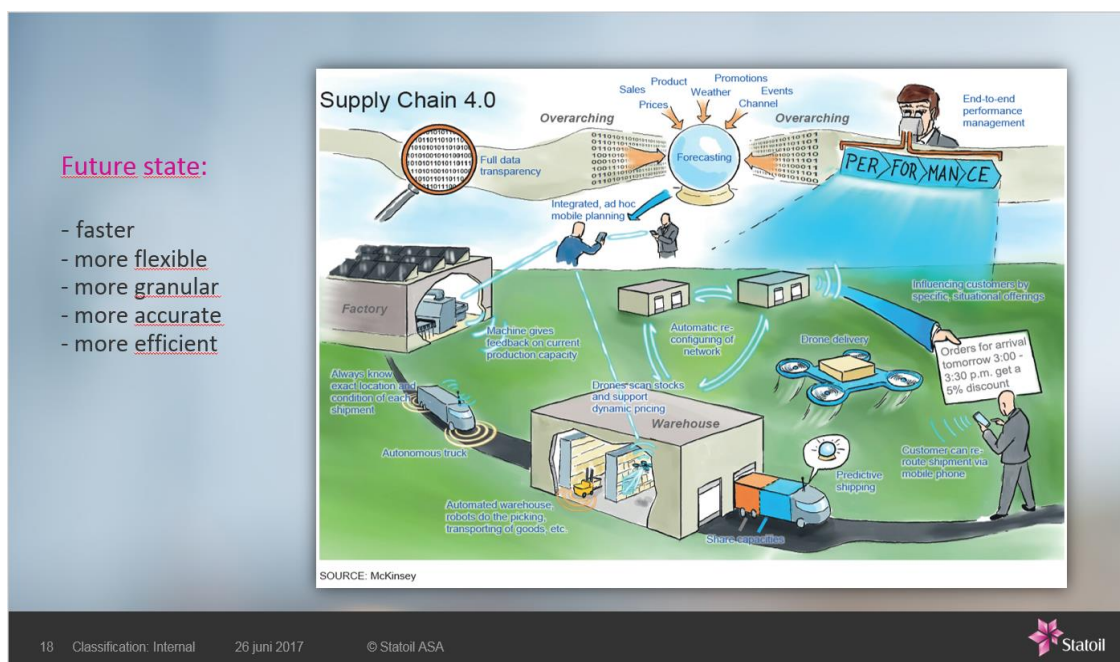 Future state:
- faster
- more flexible
- more granular
- more accurate
- more efficient
Supply Chain 4.0
Overarching
Sales
Product
Promotions
Prices
Weather
Events
Channel
Overarching
End-to-end
performance
management
Full data
transparency
Forecasting
PER FOR MAN CE
Integrated, ad hoc
mobile planning
Factory
Machine gives
feedback on current
production capacity
Automatic re-
configuring of
network
Influencing customers by
specific, situational offerings
Drone delivery
Orders for arrival
tomorrow 3:00 -
3:30 p.m. get a
5% discount
Always know
exact location and
condition of each
shipment
Autonomous truck
Drones scan stocks
and support
dynamic pricing
Warehouse
Automated warehouse,
robots do the picking,
transporting of goods, etc.
Predictive
shipping
Share capacities
Customer can re-
route shipment via
mobile phone
SOURCE: McKinsey
18 Classification: Internal 26 juni 2017 © Statoil ASA
Statoil